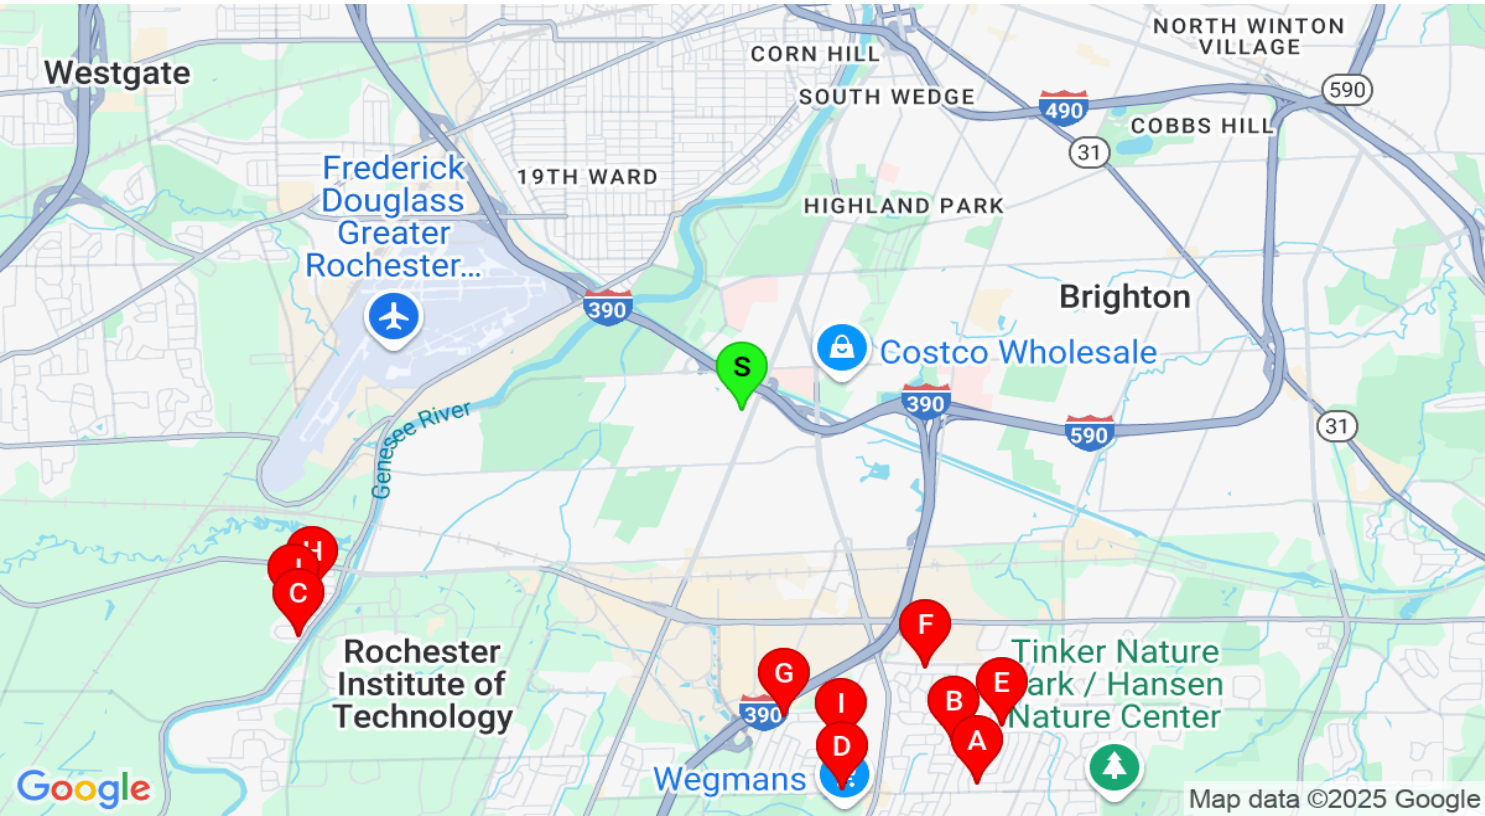 NORTH WINTON
VILLAGE
CORN HILL
Westgate
590
SOUTH WEDGE
490
COBBS HILL
31
Frederick
Douglass
Greater
Rochester...
19TH WARD
HIGHLAND PARK
Brighton
390
S
Costco Wholesale
390
590
31
Genesee River
H
J
C
F
Rochester
Institute of
Technology
Tinker Nature
ark / Hansen
Nature Center
G
E
B
I
390
A
D
Wegmans
Google
Map data ©2025 Google